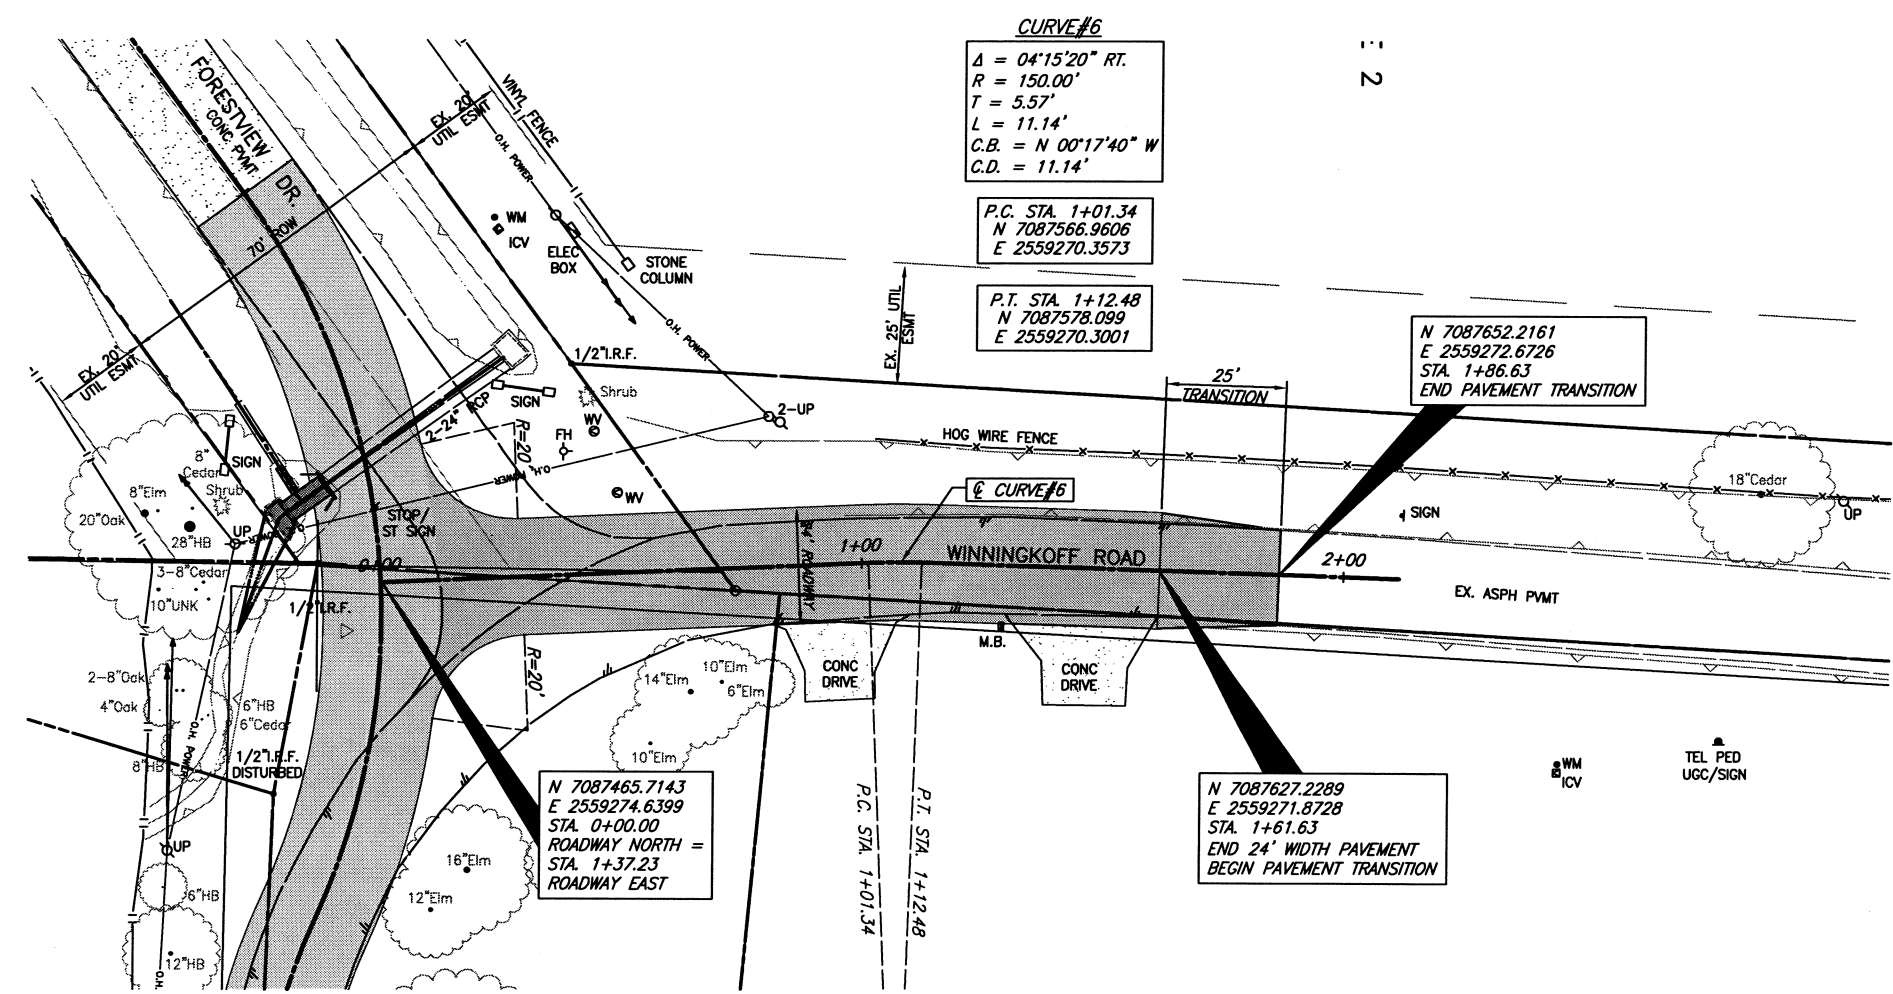 CURVE#6
Δ = 04°15'20" RT.
R = 150.00'
T = 5.57'
L = 11.14'
C.B. = N 00°17'40" W
C.D. = 11.14'
P.C. STA. 1+01.34
N 7087566.9606
E 2559270.3573
P.T. STA. 1+12.48
N 7087578.099
E 2559270.3001
: 2
FORESTVIEW
DR.
CONC. PVMT.
70' ROW
EX. 20'
UTIL ESMT
VINYL FENCE
O.H. POWER
WM
ICV
ELEC
BOX
STONE
COLUMN
O.H. POWER
EX. 25' UTIL
ESMT
N 7087652.2161
E 2559272.6726
STA. 1+86.63
END PAVEMENT TRANSITION
25'
TRANSITION
1/2"I.R.F.
EX. 20'
UTIL ESMT
2-24" RCP
SIGN
Shrub
WV
FH
2-UP
R=20'
O.H. POWER
WV
HOG WIRE FENCE
℄ CURVE#6
18"Cedar
UP
SIGN
8"
Cedar
SIGN
Shrub
8"Elm
20"Oak
28"HB
UP
POWER
STOP/
ST SIGN
0+00
24' ROADWAY
1+00
WINNINGKOFF ROAD
2+00
EX. ASPH PVMT
3-8"Cedar
10"UNK
1/2"I.R.F.
M.B.
CONC
DRIVE
CONC
DRIVE
R=20'
14"Elm
10"Elm
6"Elm
10"Elm
2-8"Oak
4"Oak
6"HB
6"Cedar
O.H. POWER
8"HB
1/2"I.R.F.
DISTURBED
UP
N 7087465.7143
E 2559274.6399
STA. 0+00.00
ROADWAY NORTH =
STA. 1+37.23
ROADWAY EAST
P.C. STA. 1+01.34
P.T. STA. 1+12.48
N 7087627.2289
E 2559271.8728
STA. 1+61.63
END 24' WIDTH PAVEMENT
BEGIN PAVEMENT TRANSITION
WM
ICV
TEL PED
UGC/SIGN
16"Elm
12"Elm
6"HB
12"HB
O.H.